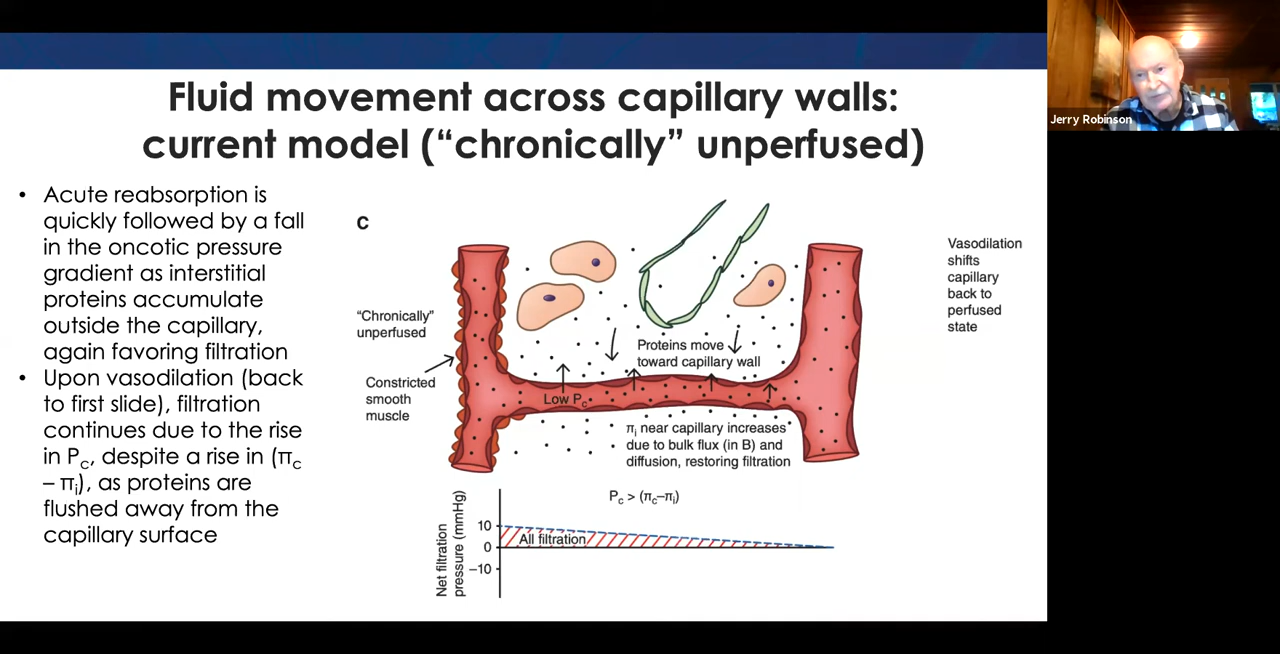 Fluid movement across capillary walls:
current model (“chronically” unperfused)
• Acute reabsorption is
quickly followed by a fall
in the oncotic pressure
gradient as interstitial
proteins accumulate
outside the capillary,
again favoring filtration
• Upon vasodilation (back
to first slide), filtration
continues due to the rise
in Pc, despite a rise in (πc
– πi), as proteins are
flushed away from the
capillary surface
C
“Chronically”
unperfused
Constricted
smooth
muscle
Proteins move
toward capillary wall
Low Pc
πi near capillary increases
due to bulk flux (in B) and
diffusion, restoring filtration
Vasodilation
shifts
capillary
back to
perfused
state
Pc > (πc–πi)
Net filtration
pressure (mmHg)
10
0
–10
All filtration
Jerry Robinson